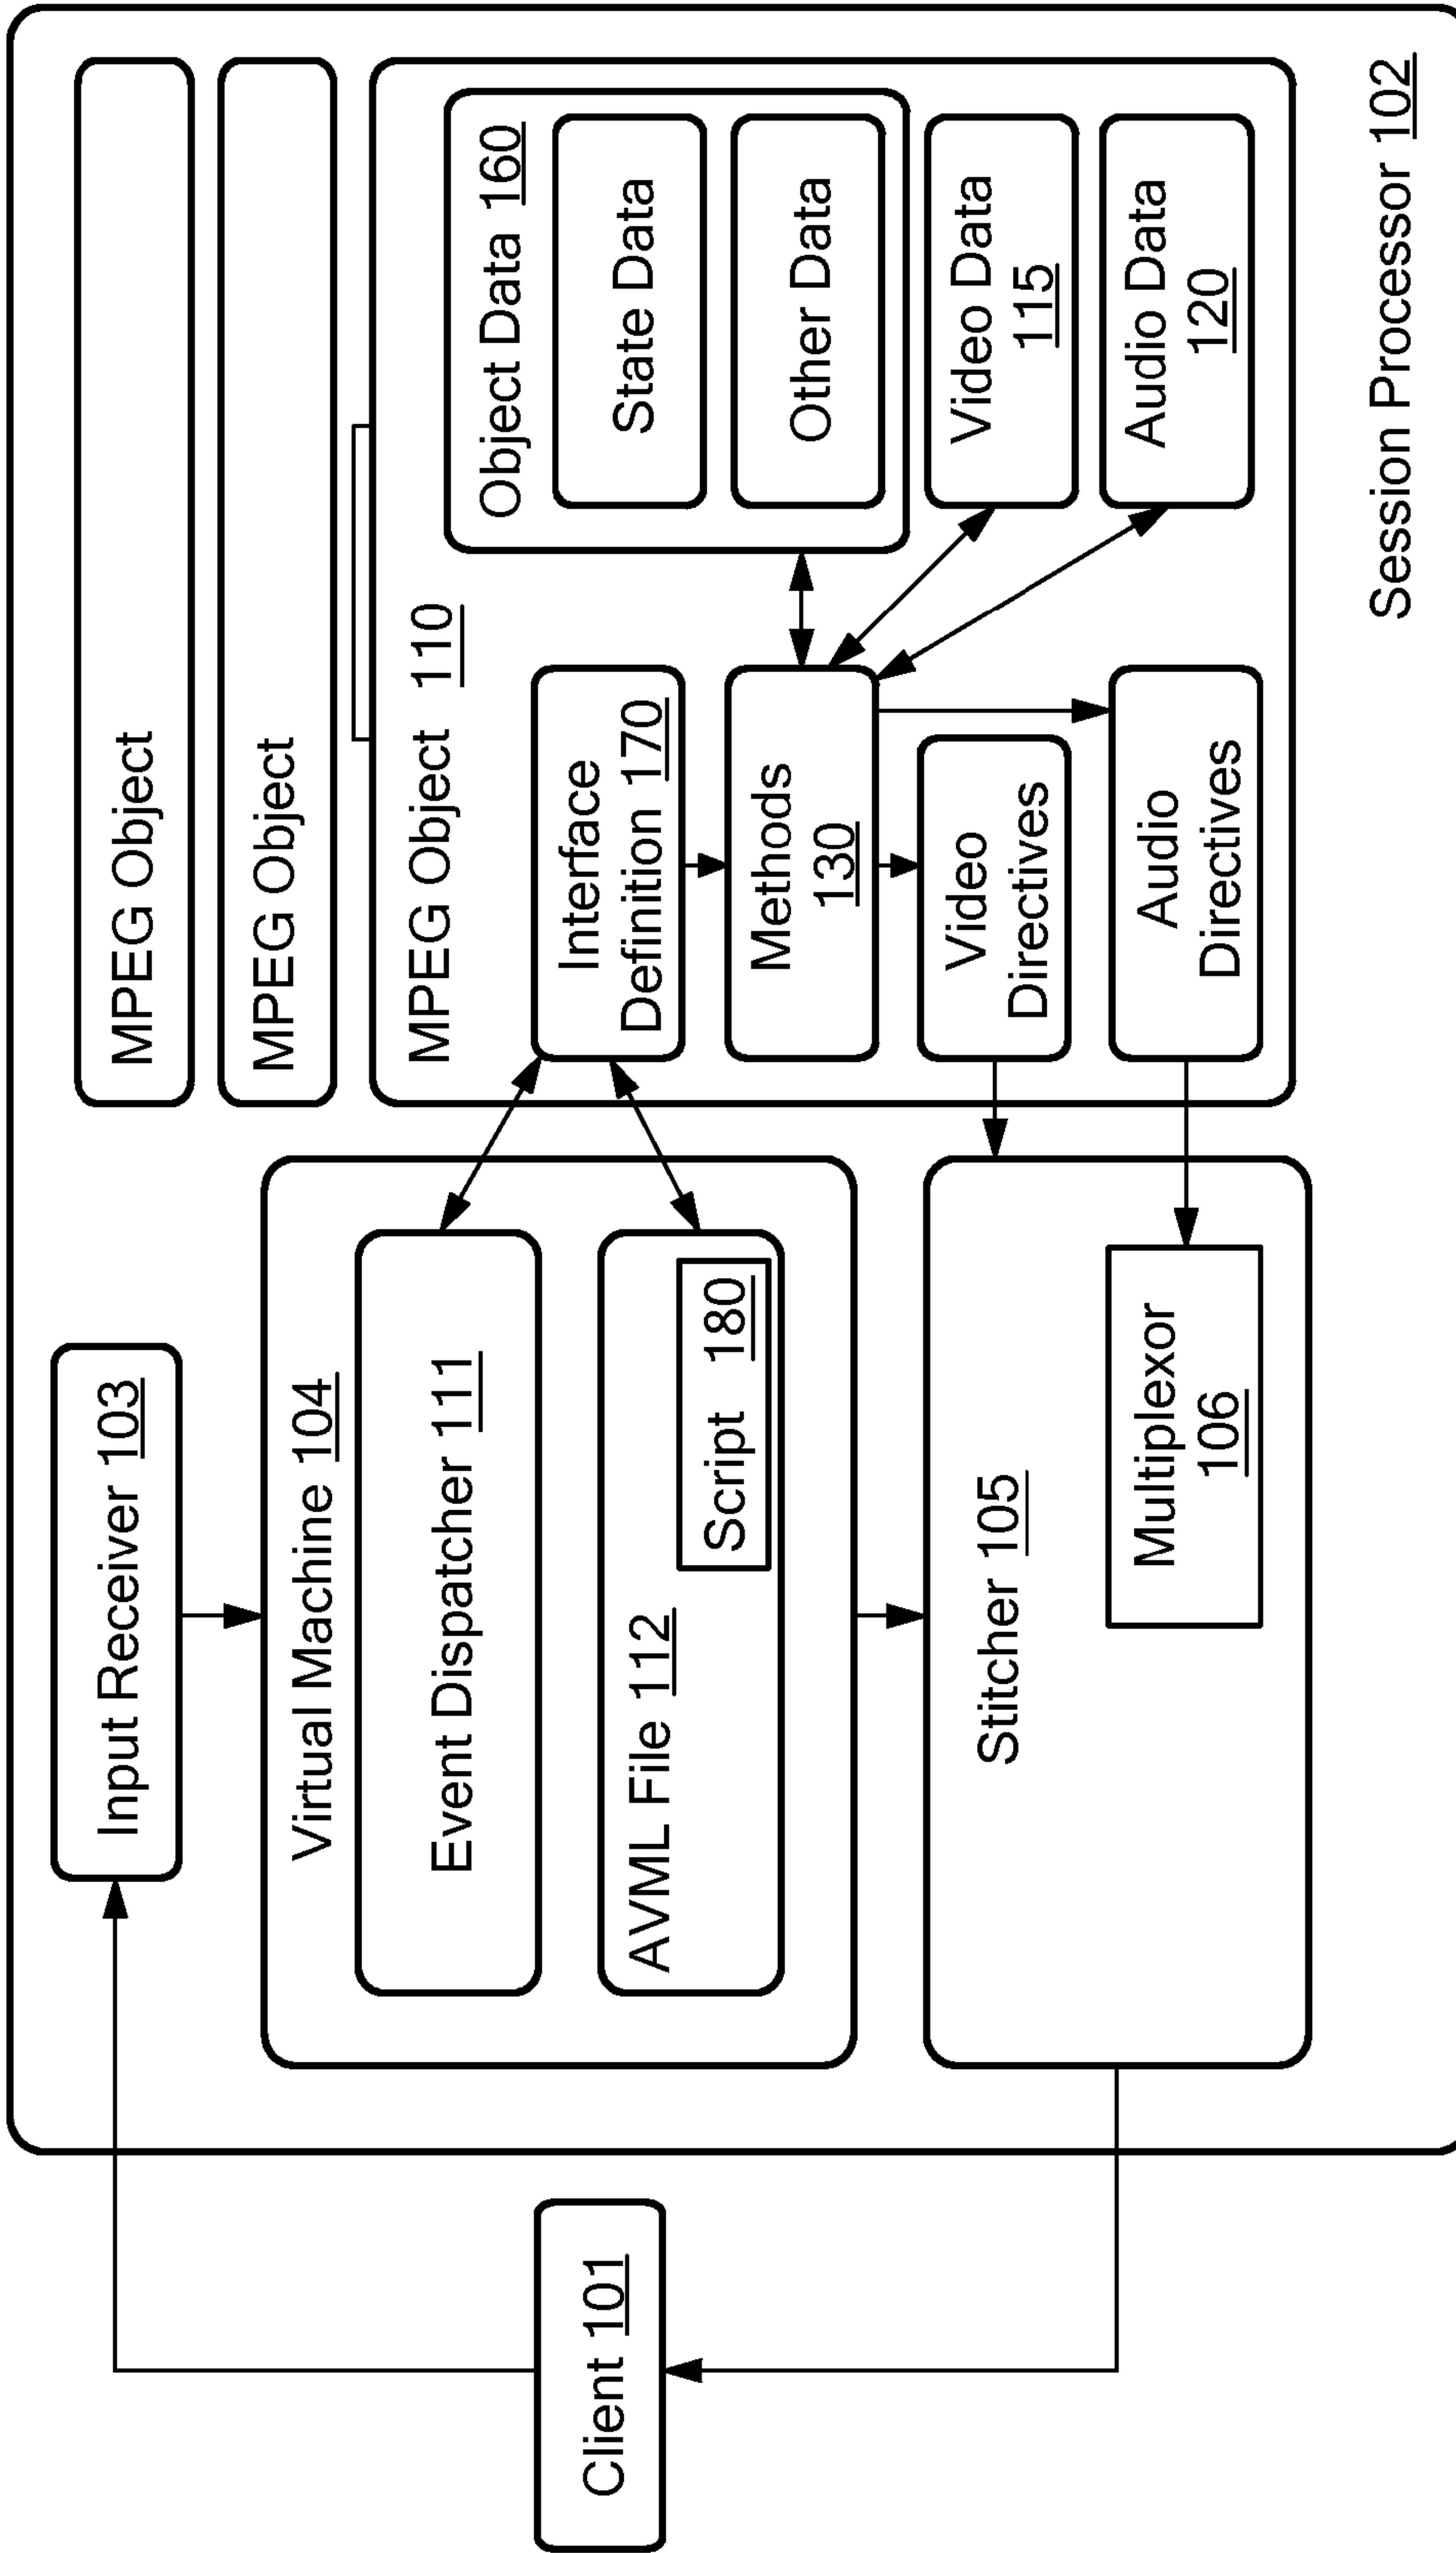 Client 101
Input Receiver 103
Virtual Machine 104
Event Dispatcher 111
AVML File 112
Script 180
Stitcher 105
Multiplexor
106
MPEG Object
MPEG Object
MPEG Object 110
Interface
Definition 170
Methods
130
Video
Directives
Audio
Directives
Object Data 160
State Data
Other Data
Video Data
115
Audio Data
120
Session Processor 102